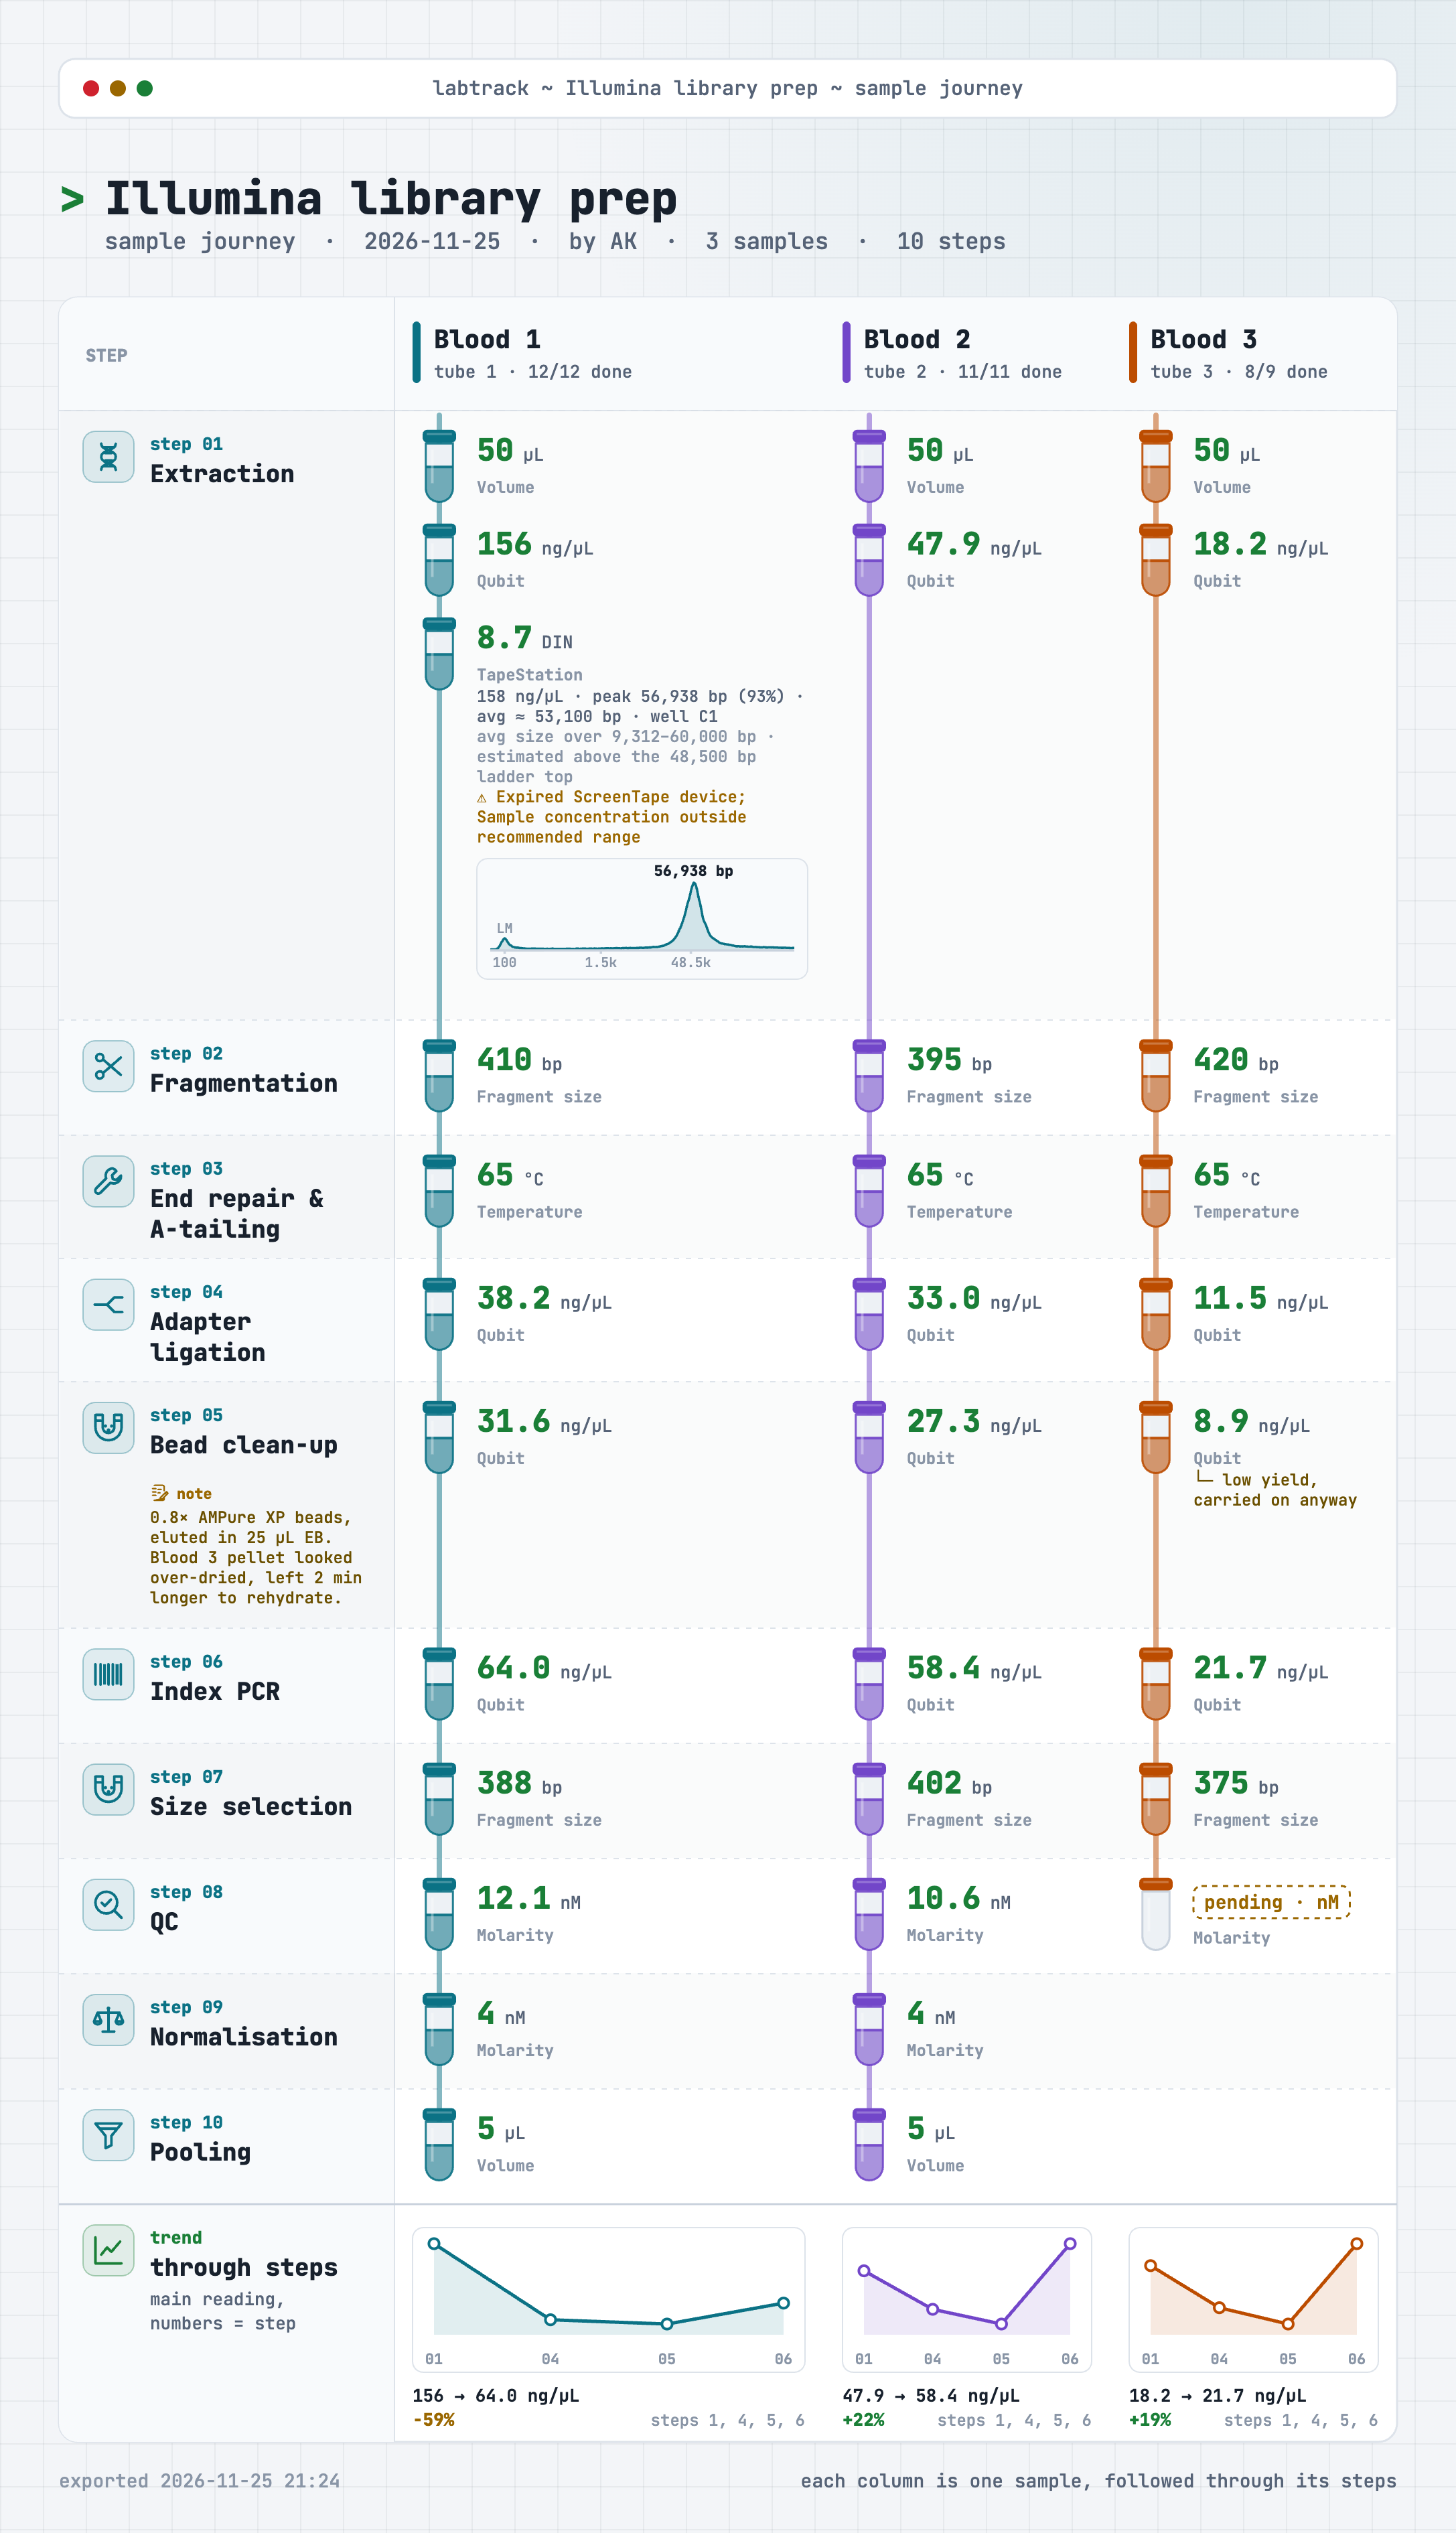 labtrack ~ Illumina library prep ~ sample journey
> Illumina library prep
sample journey · 2026-11-25 · by AK · 3 samples · 10 steps
STEP
Blood 1
tube 1 · 12/12 done
Blood 2
tube 2 · 11/11 done
Blood 3
tube 3 · 8/9 done
step 01
Extraction
50 µL
Volume
156 ng/µL
Qubit
8.7 DIN
TapeStation
158 ng/µL · peak 56,938 bp (93%) ·
avg ≈ 53,100 bp · well C1
avg size over 9,312–60,000 bp ·
estimated above the 48,500 bp
ladder top
⚠ Expired ScreenTape device;
Sample concentration outside
recommended range
56,938 bp
LM
100 1.5k 48.5k
50 µL
Volume
47.9 ng/µL
Qubit
50 µL
Volume
18.2 ng/µL
Qubit
step 02
Fragmentation
410 bp
Fragment size
395 bp
Fragment size
420 bp
Fragment size
step 03
End repair &
A-tailing
65 °C
Temperature
65 °C
Temperature
65 °C
Temperature
step 04
Adapter
ligation
38.2 ng/µL
Qubit
33.0 ng/µL
Qubit
11.5 ng/µL
Qubit
step 05
Bead clean-up
note
0.8× AMPure XP beads,
eluted in 25 µL EB.
Blood 3 pellet looked
over-dried, left 2 min
longer to rehydrate.
31.6 ng/µL
Qubit
27.3 ng/µL
Qubit
8.9 ng/µL
Qubit
└─ low yield,
carried on anyway
step 06
Index PCR
64.0 ng/µL
Qubit
58.4 ng/µL
Qubit
21.7 ng/µL
Qubit
step 07
Size selection
388 bp
Fragment size
402 bp
Fragment size
375 bp
Fragment size
step 08
QC
12.1 nM
Molarity
10.6 nM
Molarity
pending · nM
Molarity
step 09
Normalisation
4 nM
Molarity
4 nM
Molarity
step 10
Pooling
5 µL
Volume
5 µL
Volume
trend
through steps
main reading,
numbers = step
01 04 05 06
156 → 64.0 ng/µL
-59% steps 1, 4, 5, 6
01 04 05 06
47.9 → 58.4 ng/µL
+22% steps 1, 4, 5, 6
01 04 05 06
18.2 → 21.7 ng/µL
+19% steps 1, 4, 5, 6
exported 2026-11-25 21:24
each column is one sample, followed through its steps